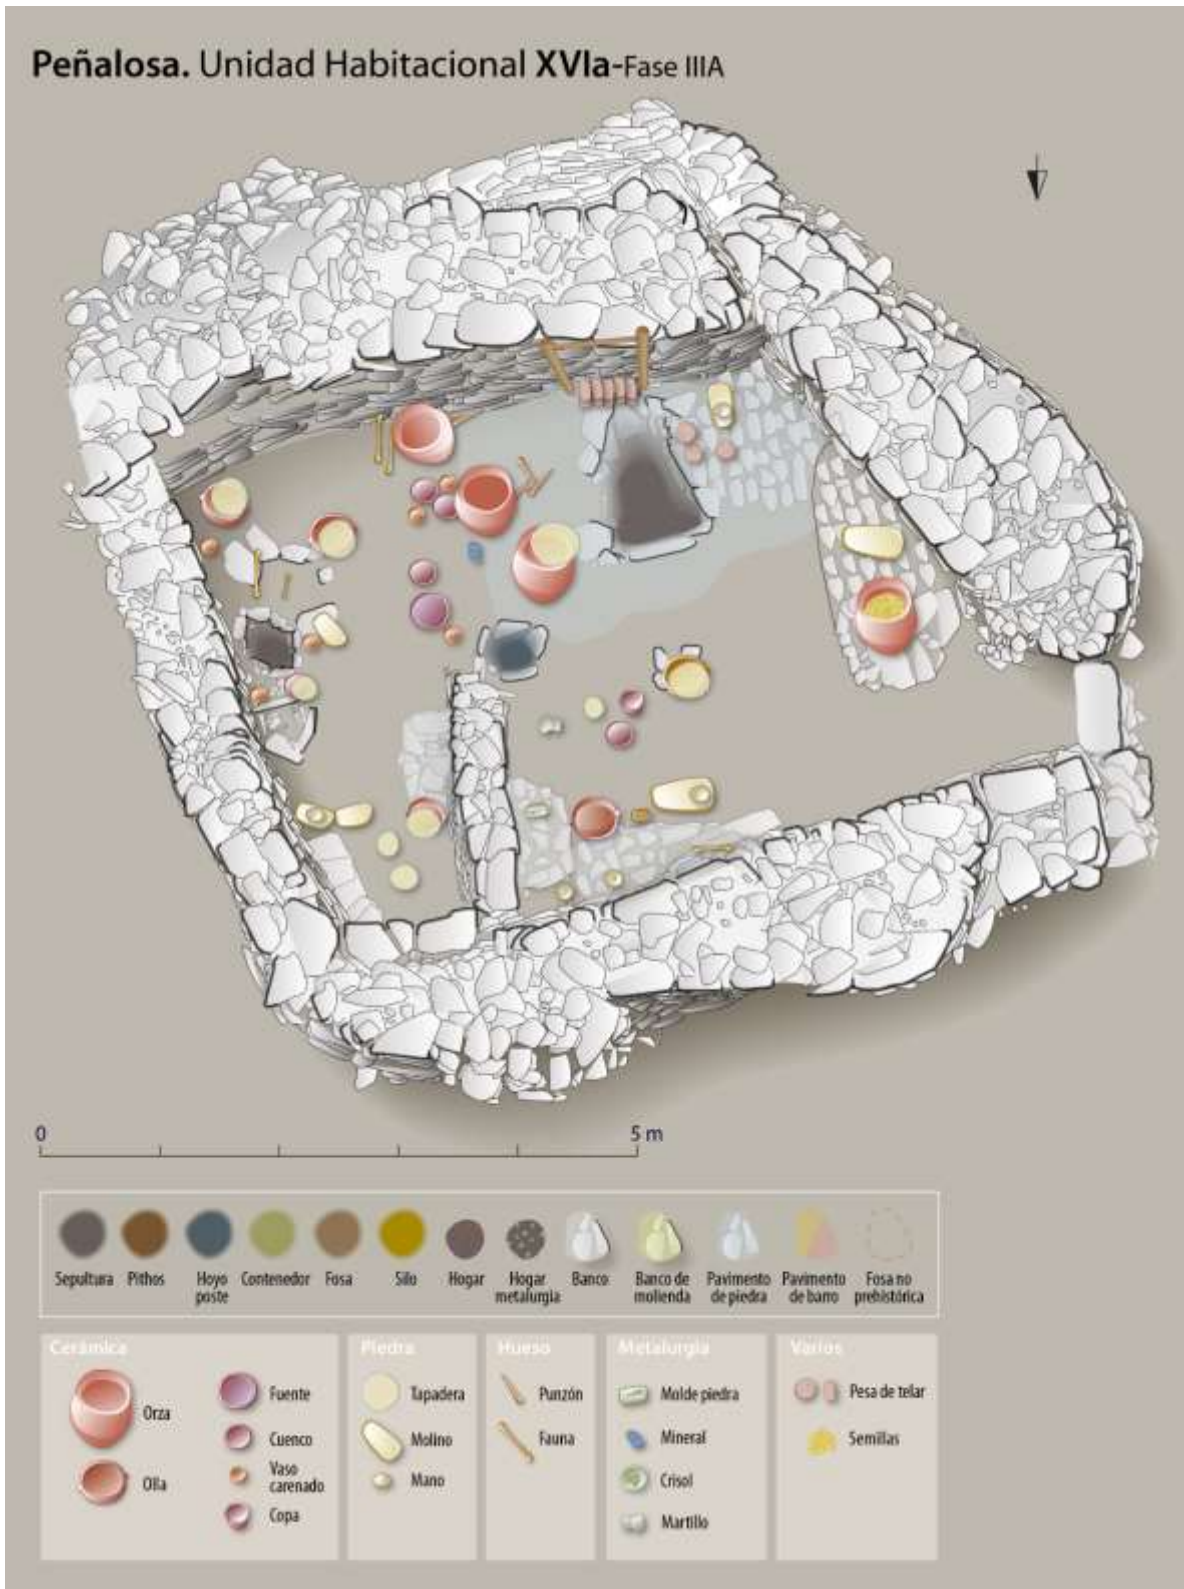 Peñalosa. Unidad Habitacional XVIa-Fase IIIA
0 5 m
Sepultura Pithos Hoyo poste Contenedor Fosa Silo Hogar Hogar metalurgia Banco Banco de molienda Pavimento de piedra Pavimento de barro Fosa no prehistórica
Cerámica
Orza
Olla
Fuente
Cuenco
Vaso
carenado
Copa
Piedra
Tapadera
Molino
Mano
Hueso
Punzón
Fauna
Metalurgia
Molde piedra
Mineral
Crisol
Martillo
Varios
Pesa de telar
Semillas